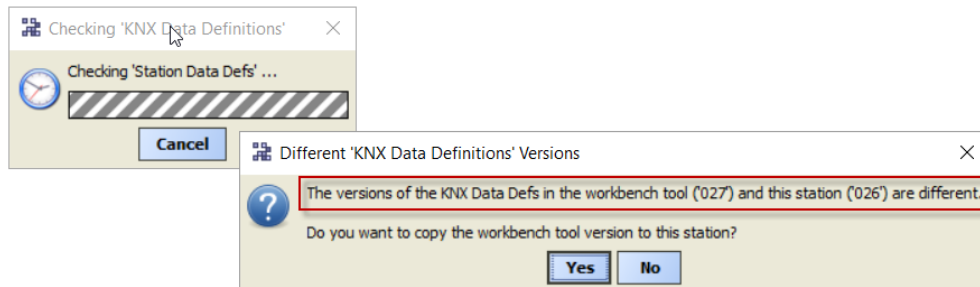 Checking 'KNX Data Definitions'
Checking 'Station Data Defs' ...
Cancel
Different 'KNX Data Definitions' Versions
The versions of the KNX Data Defs in the workbench tool ('027') and this station ('026') are different.
Do you want to copy the workbench tool version to this station?
Yes No